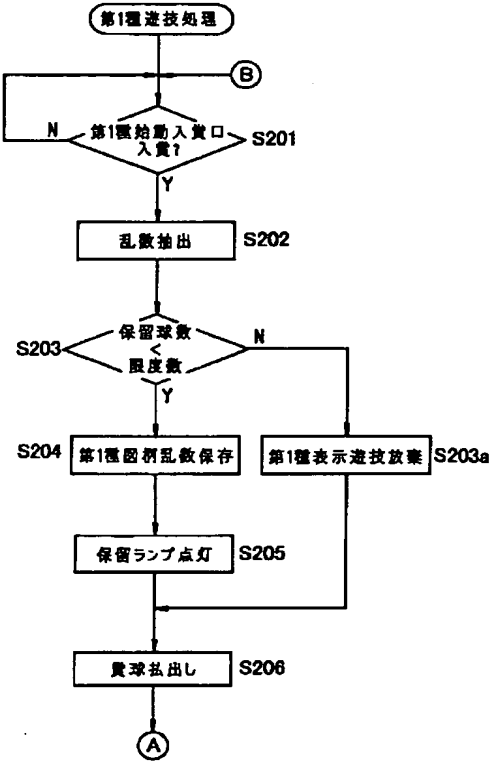 第1種遊技処理
B
N
第1種始動入賞口
入賞?
S201
Y
乱数抽出
S202
保留球数
<
限度数
S203
N
Y
第1種図柄乱数保存
S204
第1種表示遊技放棄
S203a
保留ランプ点灯
S205
賞球払出し
S206
A